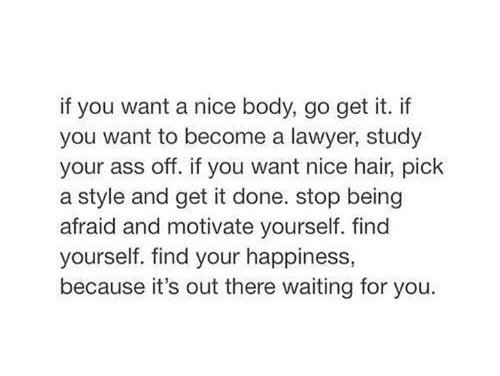 if you want a nice body, go get it. if
you want to become a lawyer, study
your ass off. if you want nice hair, pick
a style and get it done. stop being
afraid and motivate yourself. find
yourself. find your happiness,
because it's out there waiting for you.